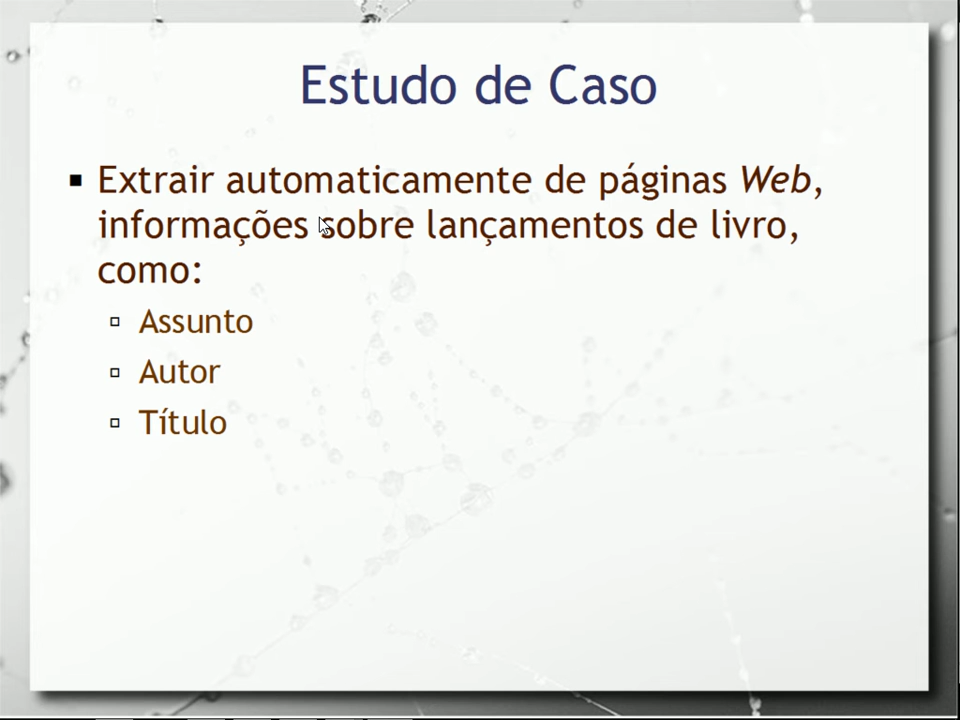 Estudo de Caso
Extrair automaticamente de páginas Web,
informações sobre lançamentos de livro,
como:
Assunto
Autor
Título